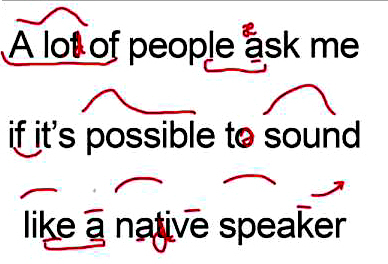 A lot of people ask me
if it's possible to sound
like a native speaker